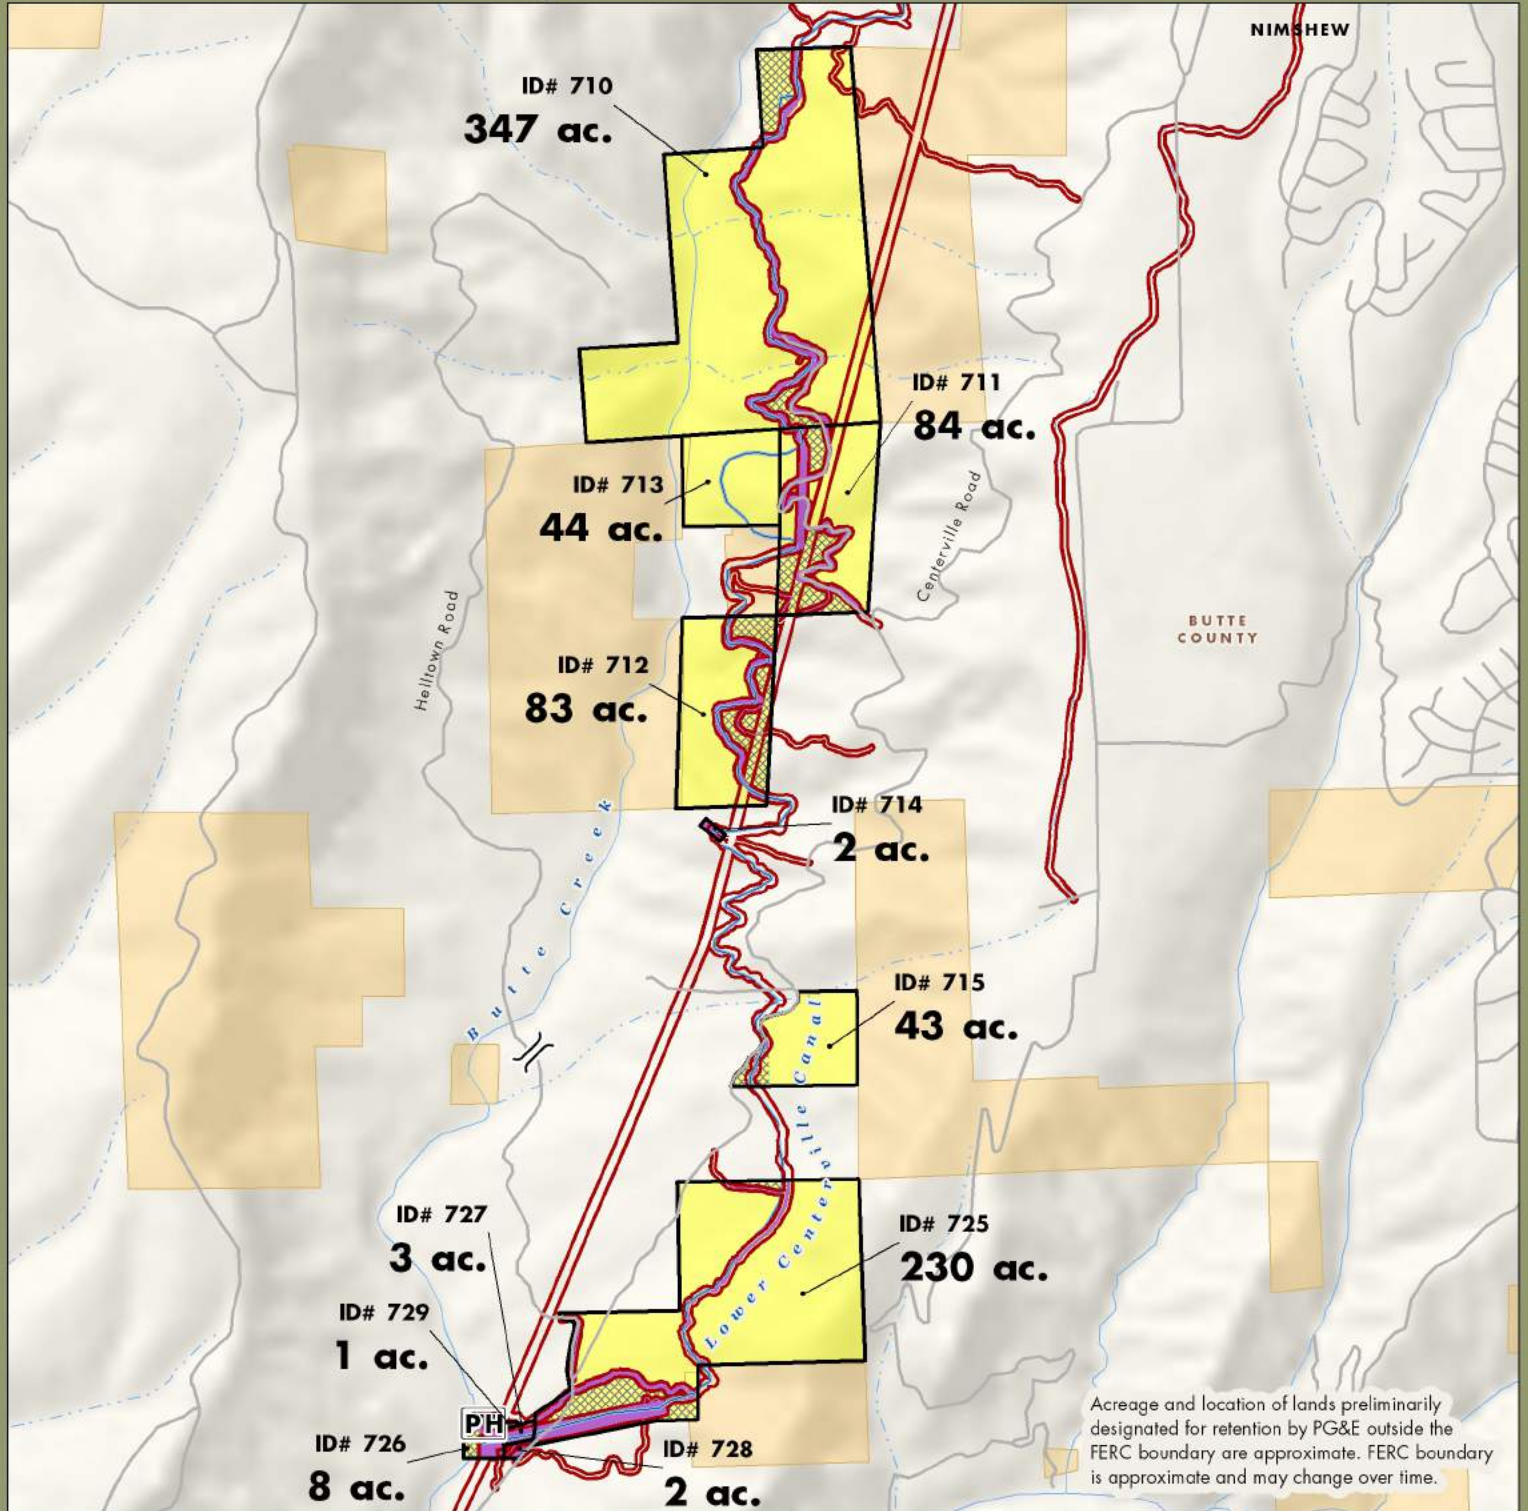 NIMSHEW
ID# 710
347 ac.
ID# 711
84 ac.
ID# 713
44 ac.
Centerville Road
Helltown Road
BUTTE
COUNTY
ID# 712
83 ac.
ID# 714
2 ac.
Butte Creek
ID# 715
43 ac.
Lower Centerville Canal
ID# 727
3 ac.
ID# 725
230 ac.
ID# 729
1 ac.
PH
ID# 726
8 ac.
ID# 728
2 ac.
Acreage and location of lands preliminarily
designated for retention by PG&E outside the
FERC boundary are approximate. FERC boundary
is approximate and may change over time.